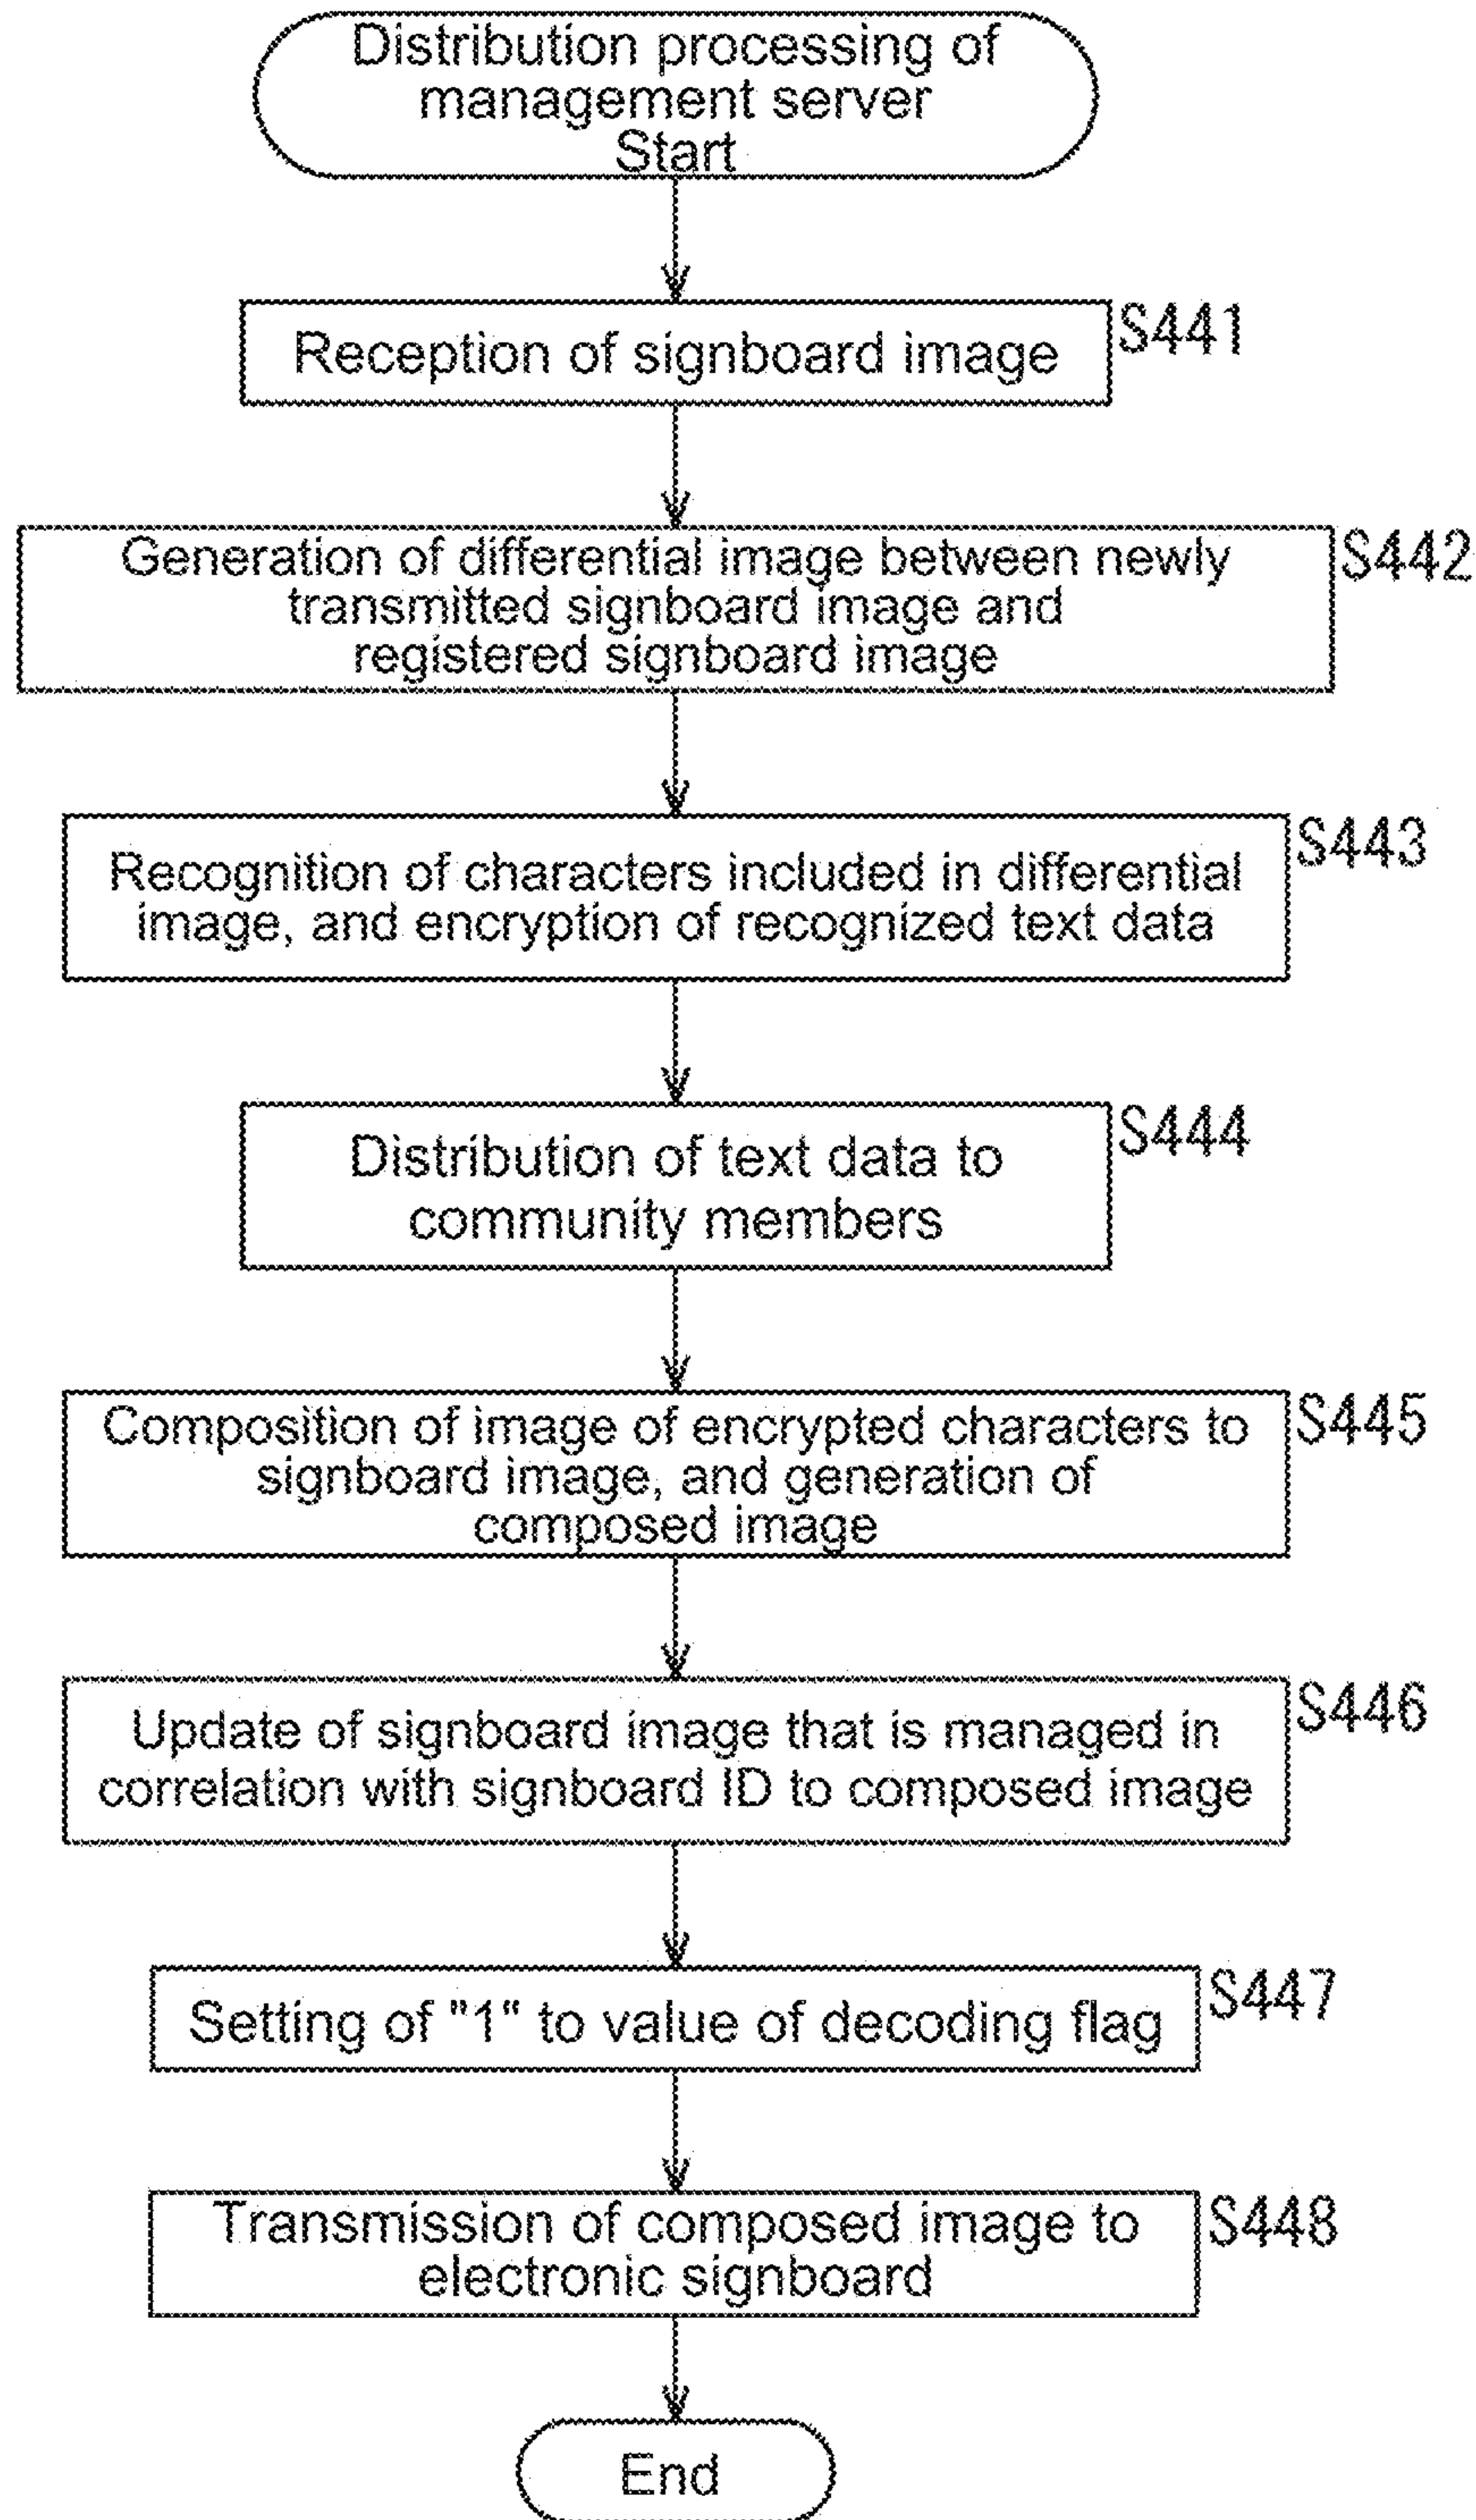 Distribution processing of
management server
Start
Reception of signboard image
S441
Generation of differential image between newly
transmitted signboard image and
registered signboard image
S442
Recognition of characters included in differential
image, and encryption of recognized text data
S443
Distribution of text data to
community members
S444
Composition of image of encrypted characters to
signboard image, and generation of
composed image
S445
Update of signboard image that is managed in
correlation with signboard ID to composed image
S446
Setting of "1" to value of decoding flag
S447
Transmission of composed image to
electronic signboard
S448
End